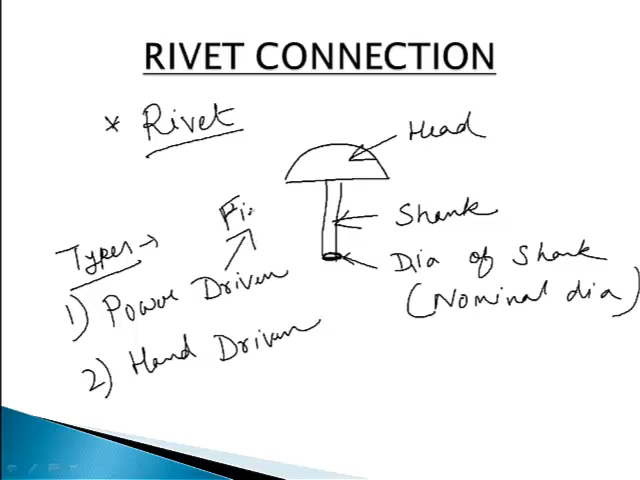 RIVET CONNECTION
* Rivet
Head
Shank
Dia of Shank
(Nominal dia)
Types →
Fi
1) Power Driven
2) Hand Driven